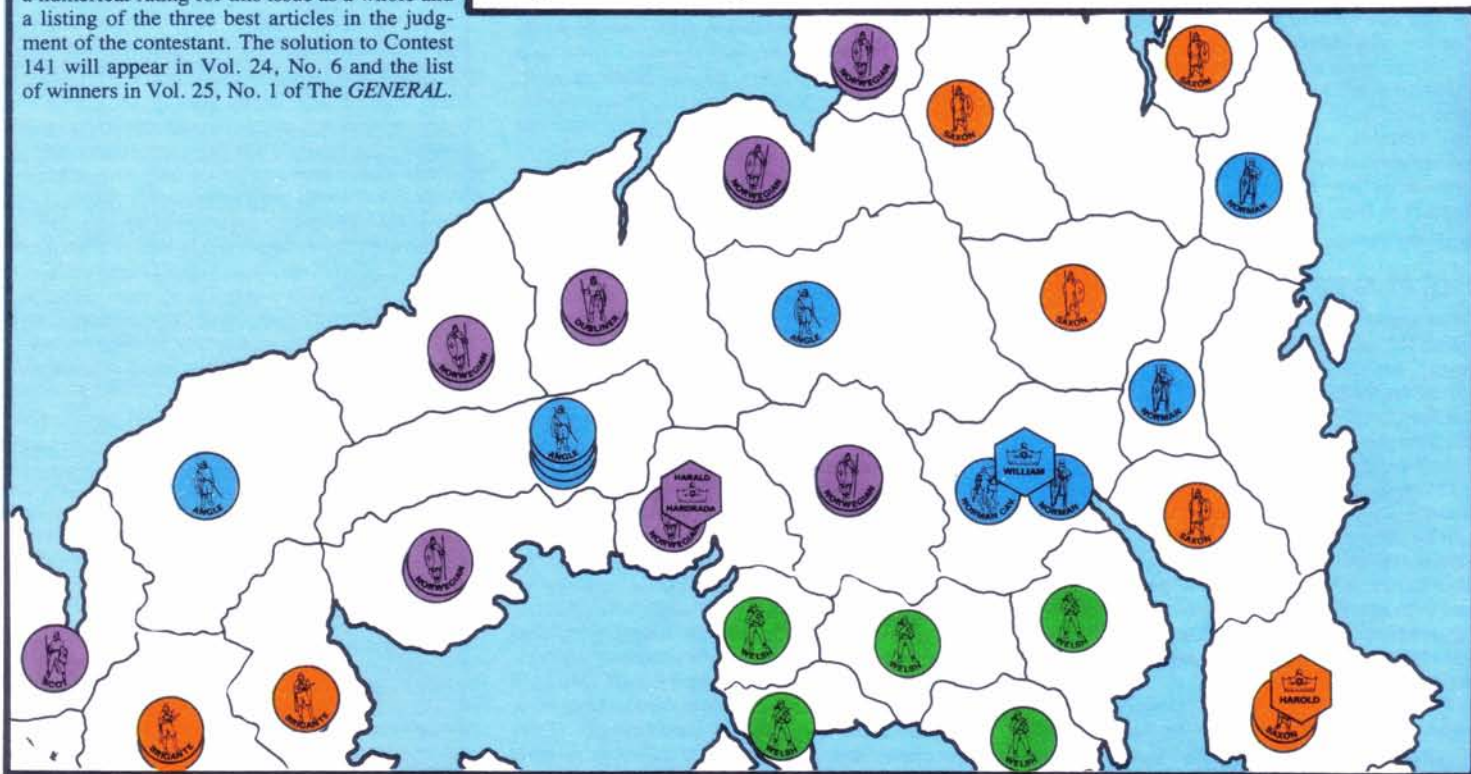 a numerical rating for this issue as a whole and
a listing of the three best articles in the judg-
ment of the contestant. The solution to Contest
141 will appear in Vol. 24, No. 6 and the list
of winners in Vol. 25, No. 1 of The GENERAL.
NORWEGIAN
SAXON
SAXON
NORWEGIAN
NORMAN
SAXON
DUBLINER
ANGLE
NORWEGIAN
NORMAN
ANGLE
WILLIAM
NORMAN CAV
NORMAN
HARALD
HARDRADA
NORWEGIAN
NORWEGIAN
ANGLE
SAXON
NORWEGIAN
WELSH
WELSH
WELSH
SCOT
BRIGANTE
HAROLD
SAXON
BRIGANTE
WELSH
WELSH